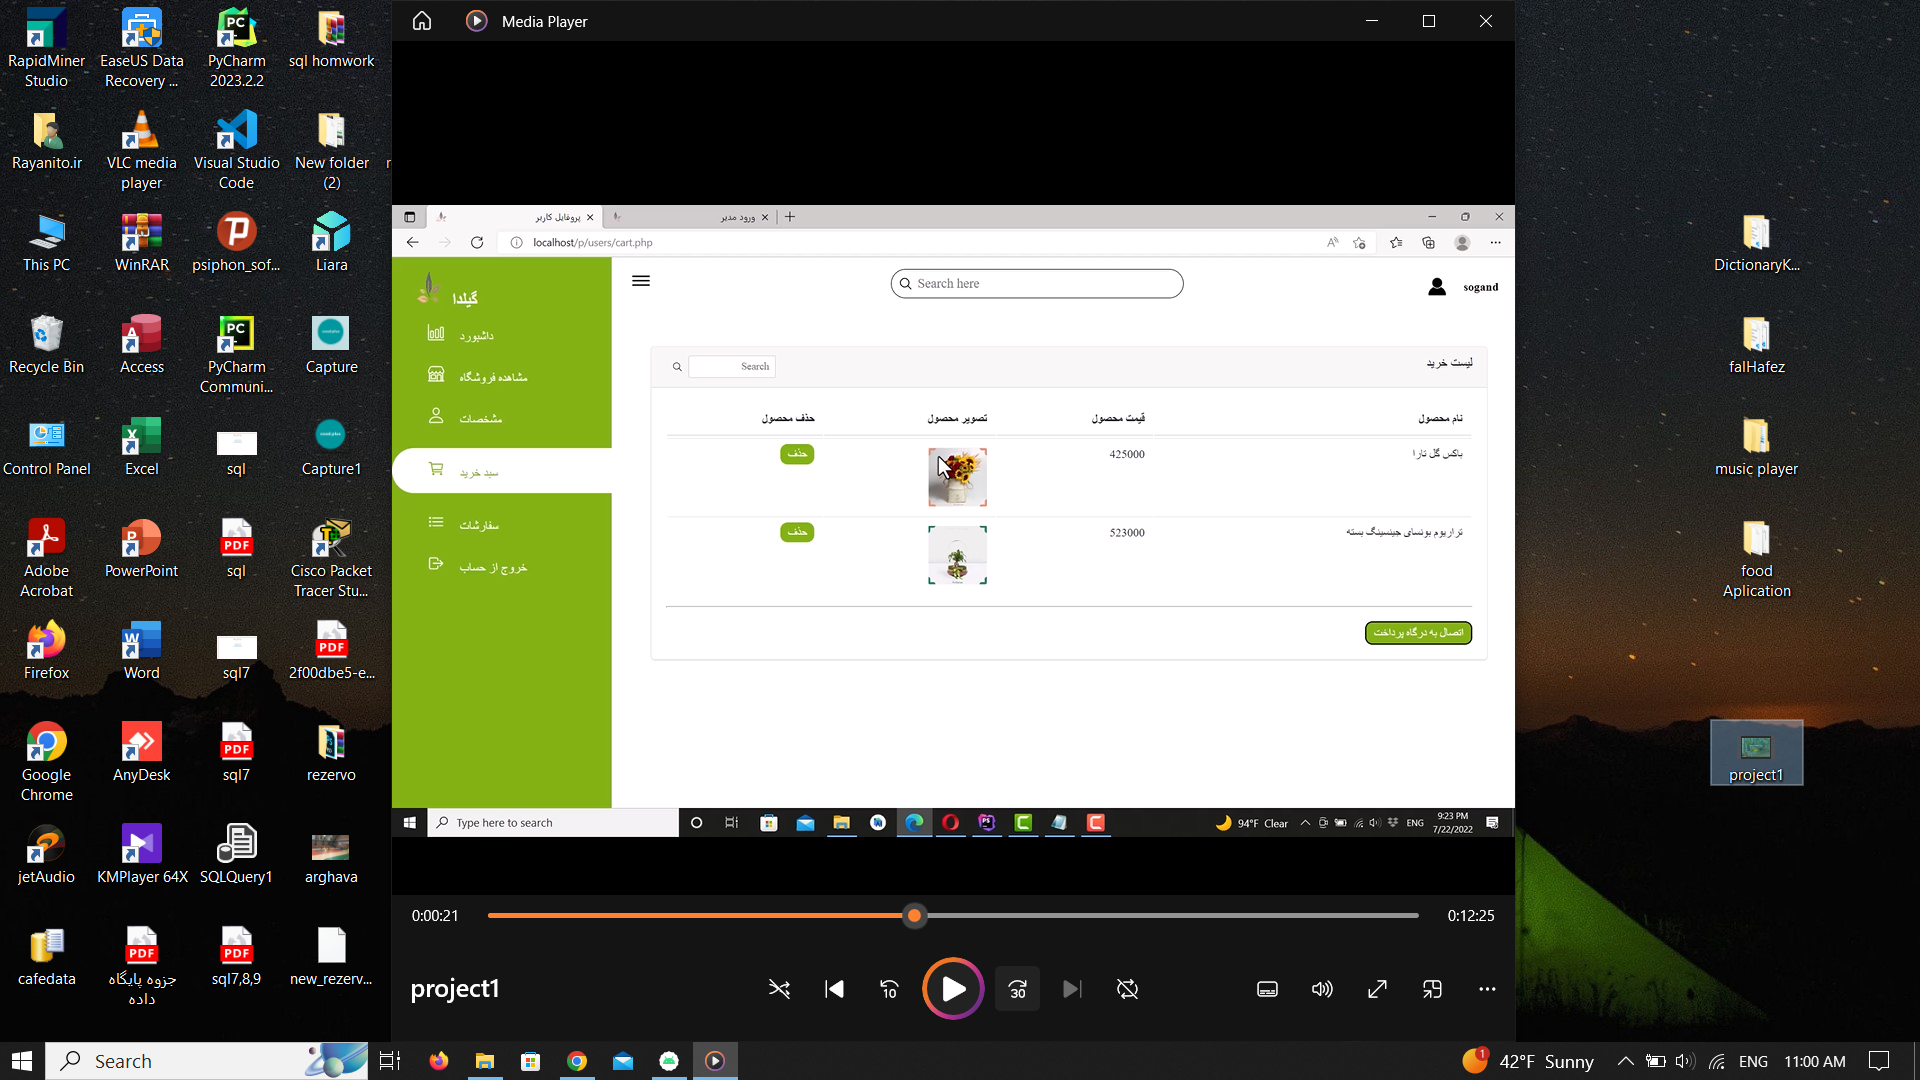 RapidMiner Studio
EaseUS Data Recovery ...
PyCharm 2023.2.2
sql homwork
Rayanito.ir
VLC media player
Visual Studio Code
New folder (2)
This PC
WinRAR
psiphon_sof...
Liara
Recycle Bin
Access
PyCharm Communi...
Capture
Control Panel
Excel
sql
Capture1
Adobe Acrobat
PowerPoint
sql
Cisco Packet Tracer Stu...
Firefox
Word
sql7
2f00dbe5-e...
Google Chrome
AnyDesk
sql7
rezervo
jetAudio
KMPlayer 64X
SQLQuery1
arghava
cafedata
جزوه پایگاه داده
sql7,8,9
new_rezerv...
Media Player
پروفایل کاربر
ورود مدیر
localhost/p/users/cart.php
گیلدا
Search here
sogand
داشبورد
مشاهده فروشگاه
مشخصات
سبد خرید
سفارشات
خروج از حساب
لیست خرید
Search
نام محصول
قیمت محصول
تصویر محصول
حذف محصول
باکس گل تارا
425000
حذف
تراریوم بونسای جینسینگ بسته
523000
حذف
اتصال به درگاه پرداخت
Type here to search
94°F Clear
ENG
9:23 PM
7/22/2022
0:00:21
0:12:25
project1
10
30
DictionaryK...
falHafez
music player
food Aplication
project1
Search
1
42°F Sunny
ENG
11:00 AM